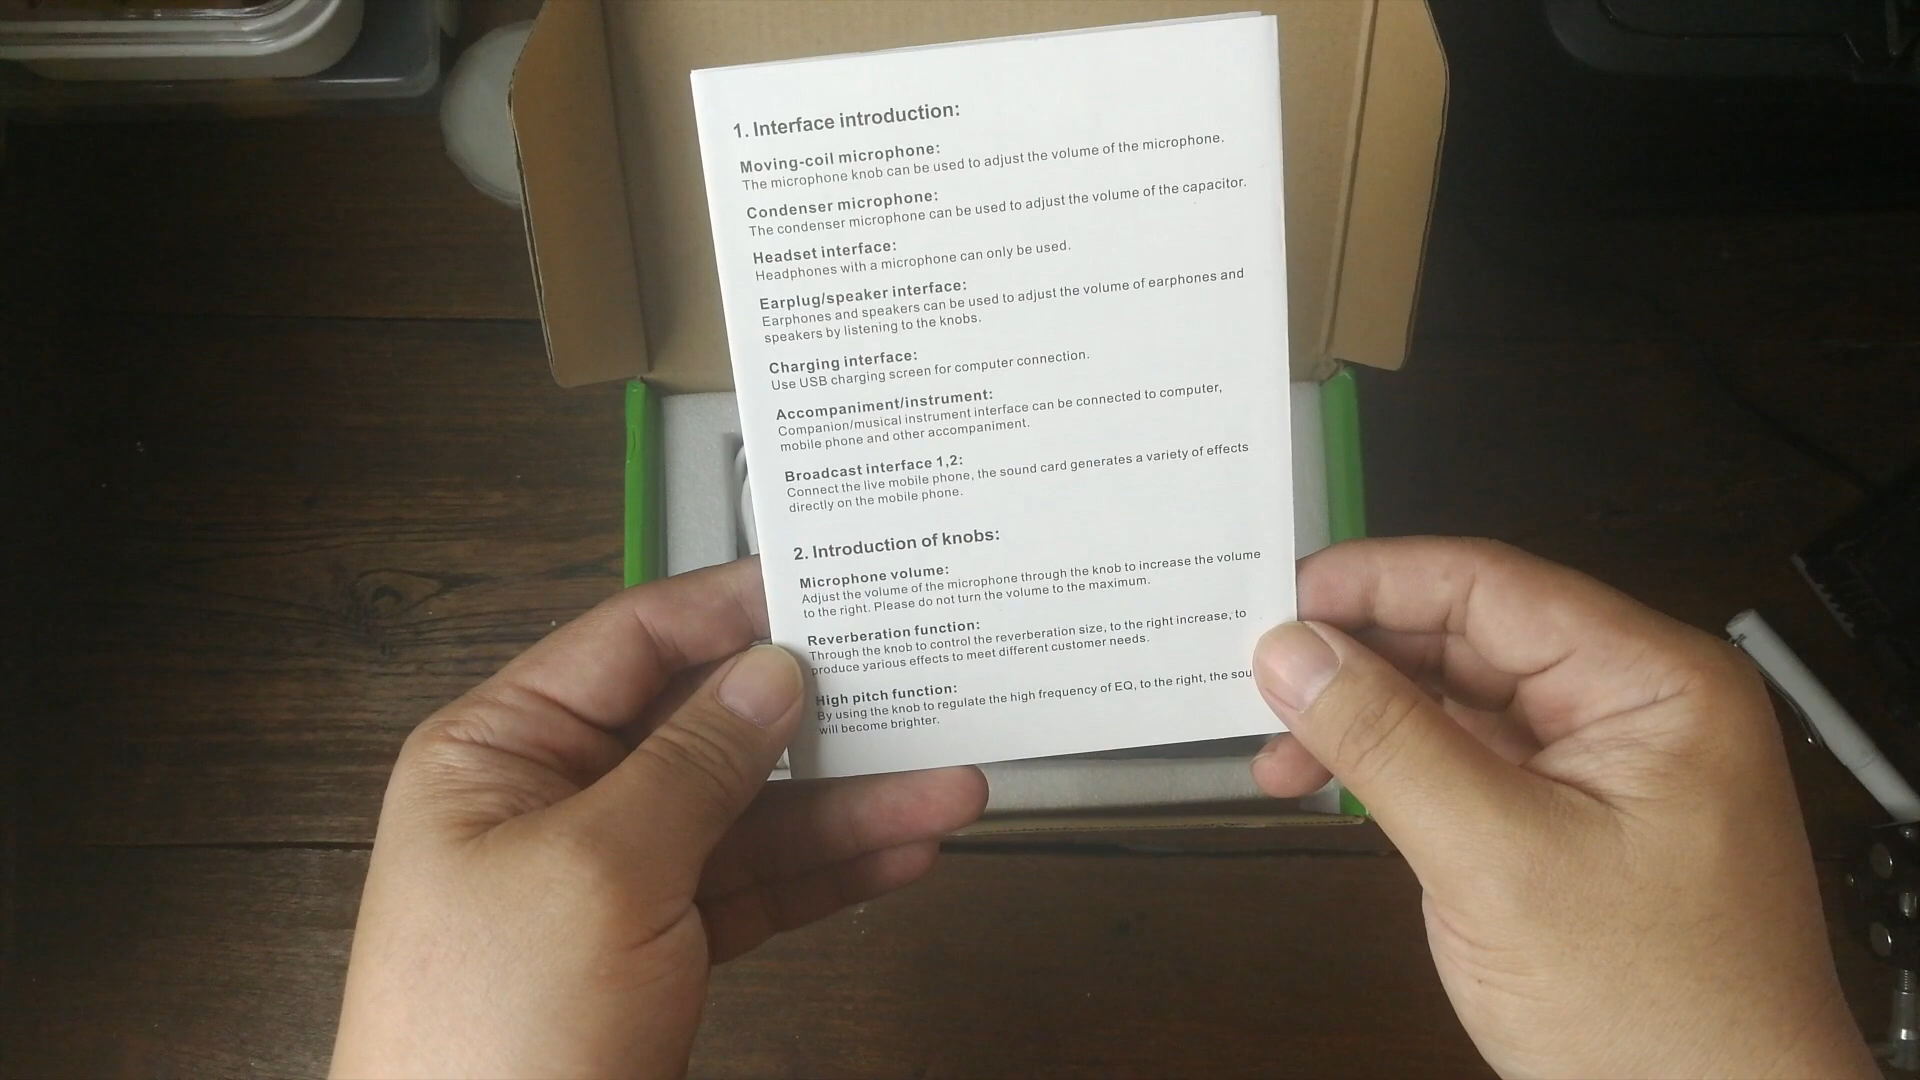 1. Interface introduction:
Moving-coil microphone:
The microphone knob can be used to adjust the volume of the microphone.
Condenser microphone:
The condenser microphone can be used to adjust the volume of the capacitor.
Headset interface:
Headphones with a microphone can only be used.
Earplug/speaker interface:
Earphones and speakers can be used to adjust the volume of earphones and
speakers by listening to the knobs.
Charging interface:
Use USB charging screen for computer connection.
Accompaniment/instrument:
Companion/musical instrument interface can be connected to computer,
mobile phone and other accompaniment.
Broadcast interface 1,2:
Connect the live mobile phone, the sound card generates a variety of effects
directly on the mobile phone.
2. Introduction of knobs:
Microphone volume:
Adjust the volume of the microphone through the knob to increase the volume
to the right. Please do not turn the volume to the maximum.
Reverberation function:
Through the knob to control the reverberation size, to the right increase, to
produce yarious effects to meet different customer needs.
High pitch function:
By using the knob to regulate the high frequency of EQ, to the right, the sou
will become brighter.